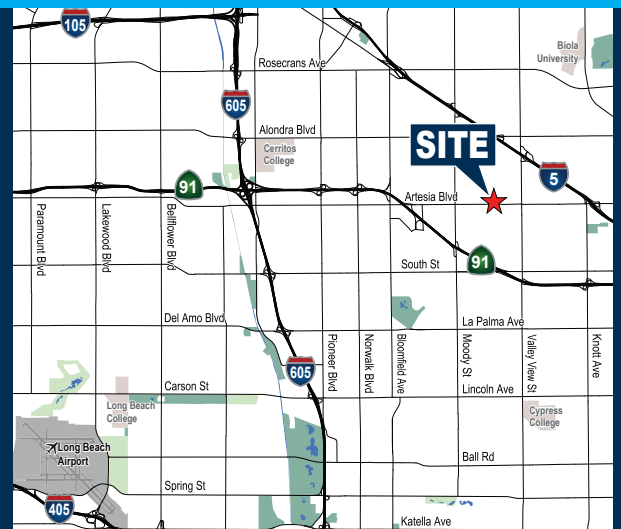 105
Biola
University
Rosecrans Ave
605
Alondra Blvd
Cerritos
College
SITE
5
91
Artesia Blvd
Paramount Blvd
Lakewood Blvd
Bellflower Blvd
South St
91
Del Amo Blvd
La Palma Ave
Pioneer Blvd
Norwalk Blvd
Bloomfield Ave
Moody St
Valley View St
Knott Ave
605
Carson St
Lincoln Ave
Long Beach
College
Cypress
College
Long Beach
Airport
Ball Rd
Spring St
405
Katella Ave